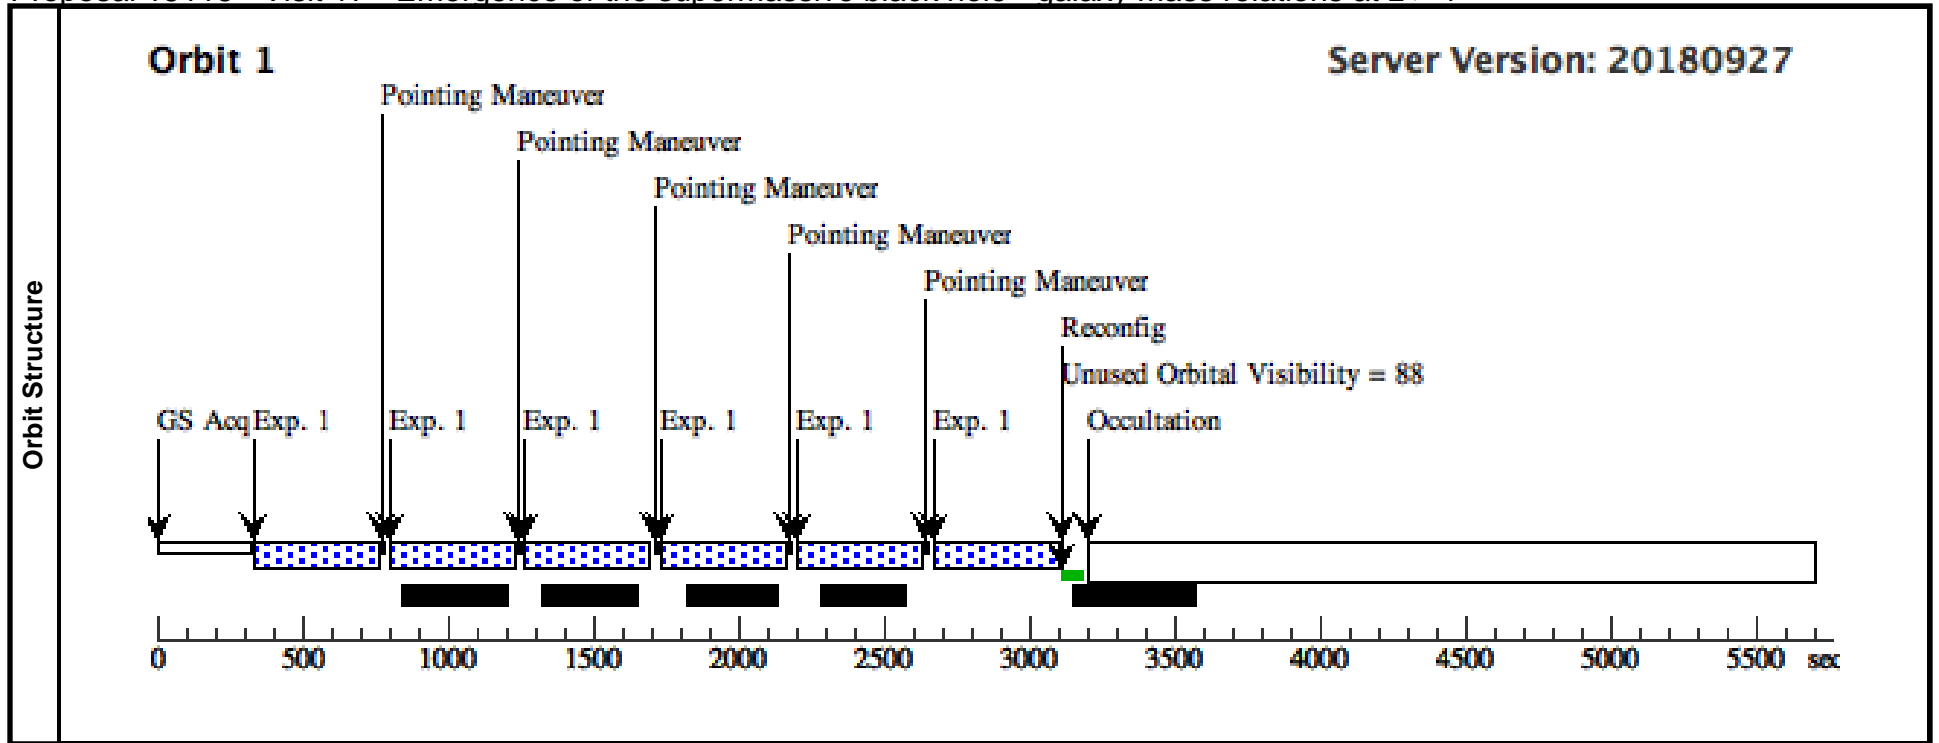 Orbit 1
Server Version: 20180927
Pointing Maneuver
Pointing Maneuver
Pointing Maneuver
Pointing Maneuver
Pointing Maneuver
Reconfig
Unused Orbital Visibility = 88
GS Acq Exp. 1 Exp. 1 Exp. 1 Exp. 1 Exp. 1 Exp. 1 Occultation
Orbit Structure
0 500 1000 1500 2000 2500 3000 3500 4000 4500 5000 5500 sec